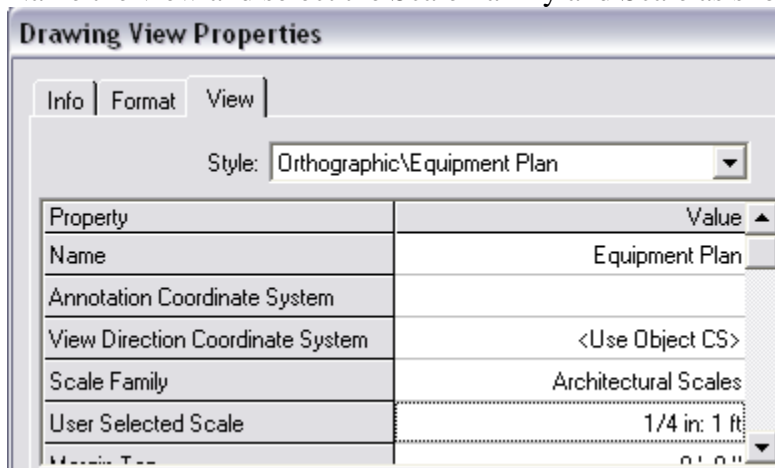 Drawing View Properties
Info Format View
Style: Orthographic\Equipment Plan
Property Value
Name Equipment Plan
Annotation Coordinate System
View Direction Coordinate System <Use Object CS>
Scale Family Architectural Scales
User Selected Scale 1/4 in: 1 ft